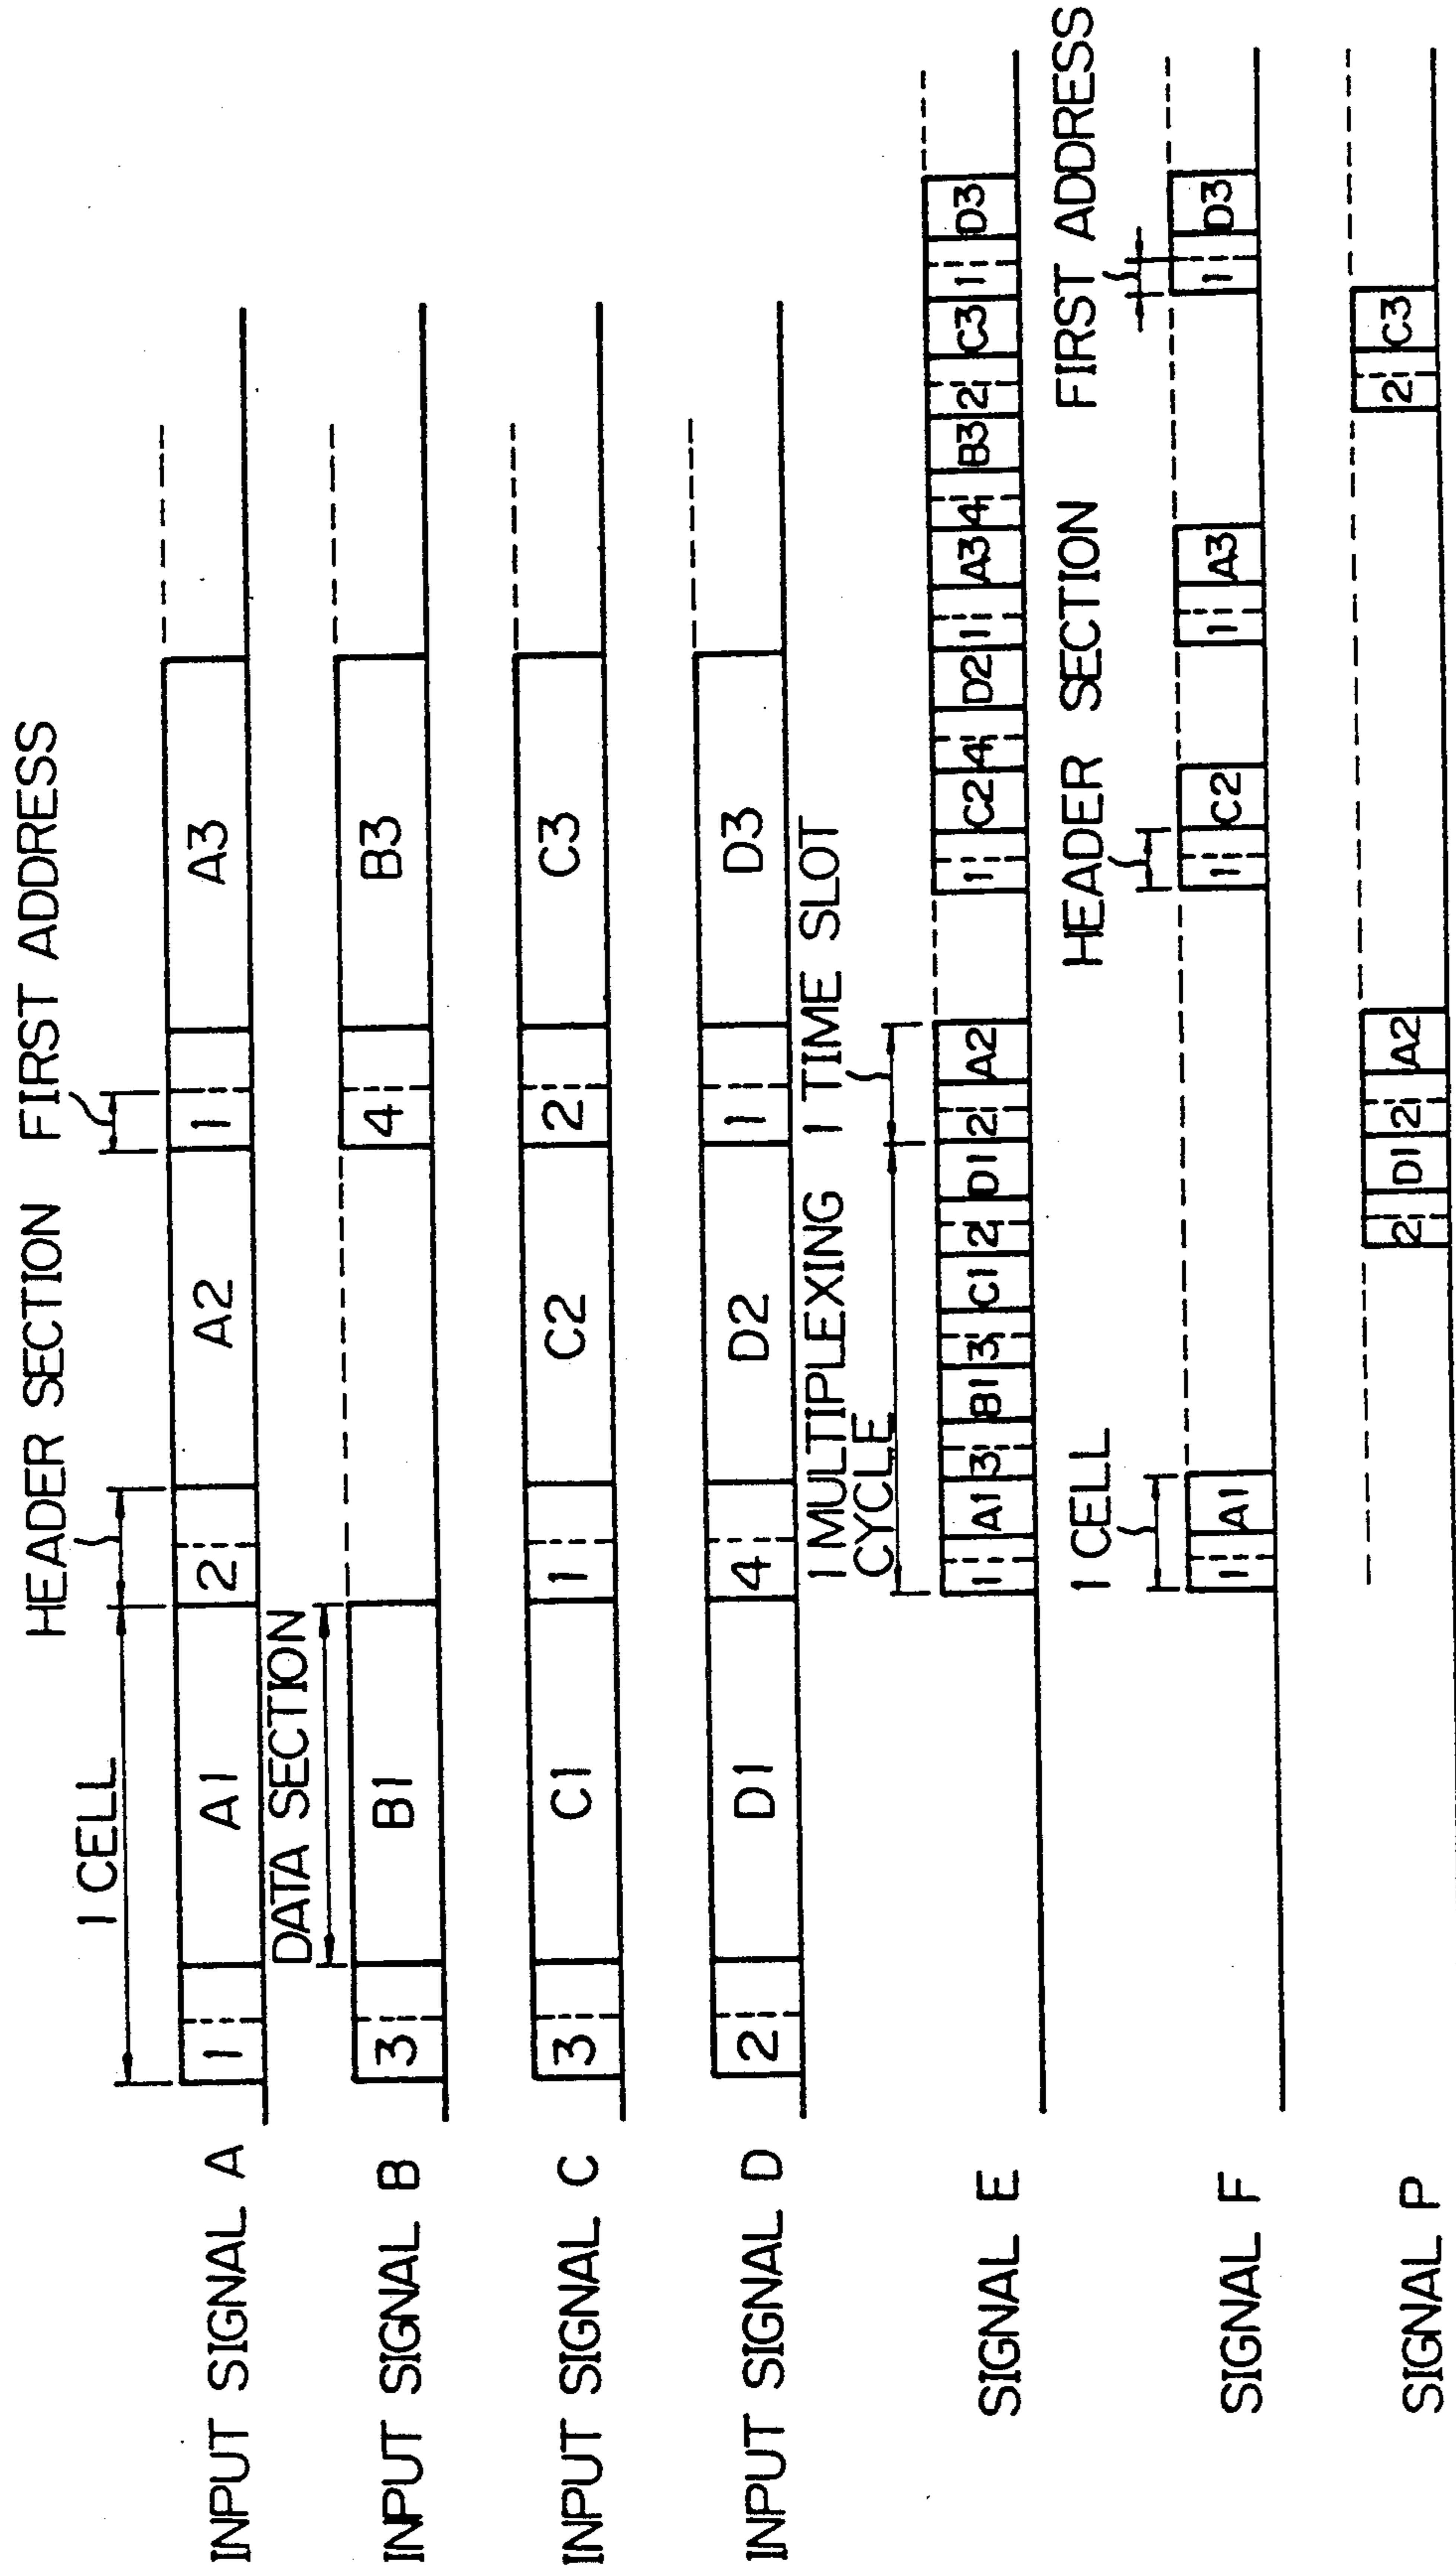 HEADER SECTION FIRST ADDRESS
1 CELL
INPUT SIGNAL A 1 A1 2 A2 1 A3
DATA SECTION
INPUT SIGNAL B 3 B1 4 B3
INPUT SIGNAL C 3 C1 1 C2 2 C3
INPUT SIGNAL D 2 D1 4 D2 1 D3
1 MULTIPLEXING 1 TIME SLOT
CYCLE
SIGNAL E 1 A1 3 B1 3 C1 2 D1 2 A2 1 C2 4 D2 1 A3 4 B3 2 C3 1 D3
1 CELL HEADER SECTION FIRST ADDRESS
SIGNAL F 1 A1 1 C2 1 A3 1 D3
SIGNAL P 2 D1 2 A2 2 C3